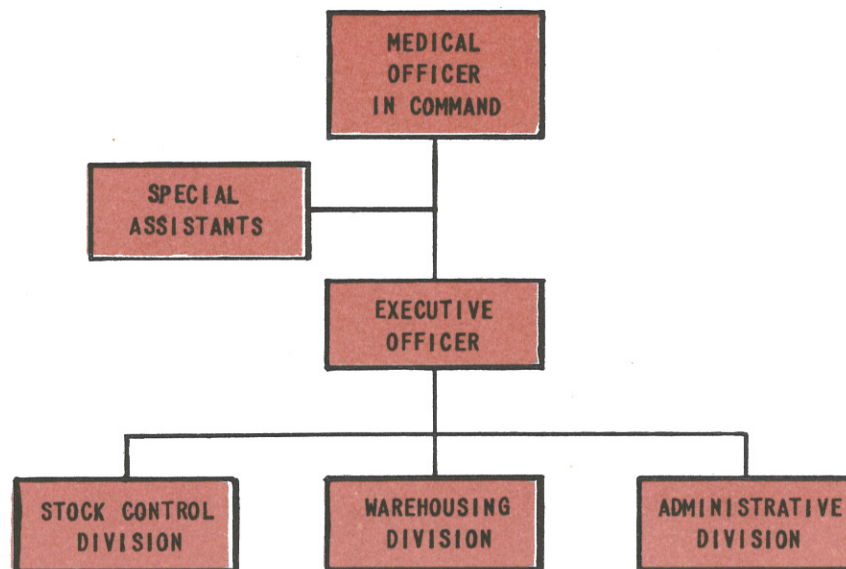 MEDICAL
OFFICER
IN COMMAND
SPECIAL
ASSISTANTS
EXECUTIVE
OFFICER
STOCK CONTROL
DIVISION
WAREHOUSING
DIVISION
ADMINISTRATIVE
DIVISION